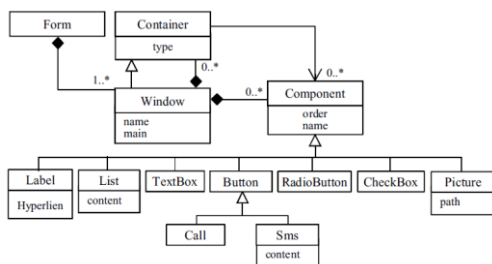 Form
Container
type
0..*
0..*
1..*
Window
name
main
0..*
Component
order
name
Label
Hyperlien
List
content
TextBox
Button
RadioButton
CheckBox
Picture
path
Call
Sms
content